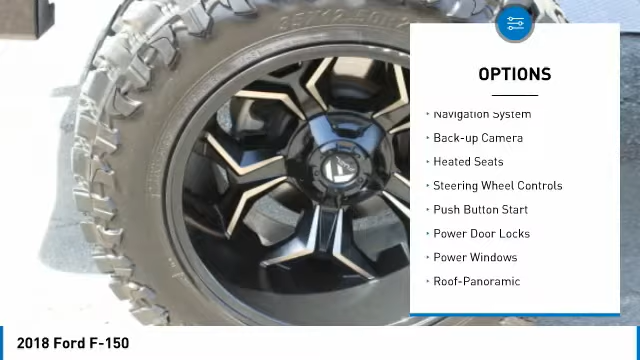 OPTIONS
Navigation System
Back-up Camera
Heated Seats
Steering Wheel Controls
Push Button Start
Power Door Locks
Power Windows
Roof-Panoramic
2018 Ford F-150